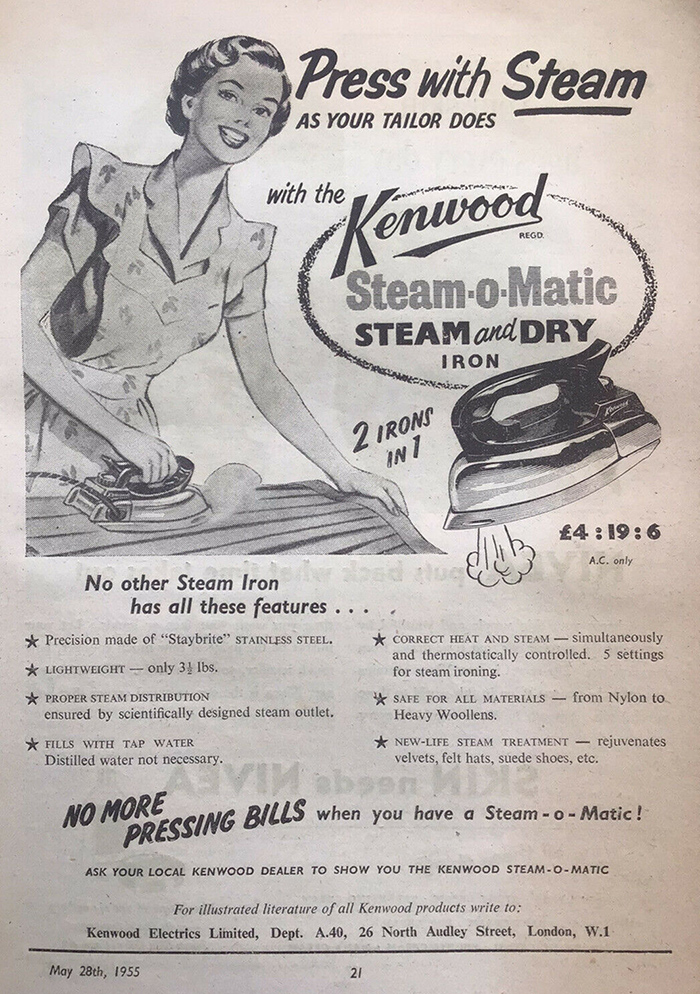 Press with Steam
AS YOUR TAILOR DOES
with the
Kenwood
REGD.
Steam-o-Matic
STEAM and DRY
IRON
2 IRONS
IN 1
Kenwood
£4:19:6
A.C. only
No other Steam Iron
has all these features . . .
★ Precision made of “Staybrite” STAINLESS STEEL.
★ LIGHTWEIGHT — only 3½ lbs.
★ PROPER STEAM DISTRIBUTION
ensured by scientifically designed steam outlet.
★ FILLS WITH TAP WATER
Distilled water not necessary.
★ CORRECT HEAT AND STEAM — simultaneously
and thermostatically controlled. 5 settings
for steam ironing.
★ SAFE FOR ALL MATERIALS — from Nylon to
Heavy Woollens.
★ NEW-LIFE STEAM TREATMENT — rejuvenates
velvets, felt hats, suede shoes, etc.
NO MORE
PRESSING BILLS when you have a Steam-o-Matic!
ASK YOUR LOCAL KENWOOD DEALER TO SHOW YOU THE KENWOOD STEAM-O-MATIC
For illustrated literature of all Kenwood products write to:
Kenwood Electrics Limited, Dept. A.40, 26 North Audley Street, London, W.1
May 28th, 1955
21